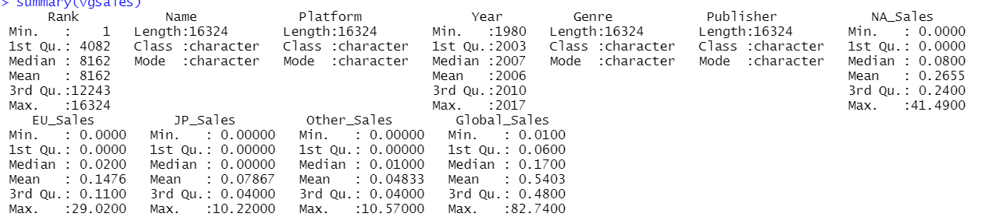 > summary(vgsales)
      Rank           Name             Platform              Year         Genre            Publisher            NA_Sales
 Min.   :    1   Length:16324       Length:16324       Min.   :1980   Length:16324       Length:16324       Min.   : 0.0000
 1st Qu.: 4082   Class :character   Class :character   1st Qu.:2003   Class :character   Class :character   1st Qu.: 0.0000
 Median : 8162   Mode  :character   Mode  :character   Median :2007   Mode  :character   Mode  :character   Median : 0.0800
 Mean   : 8162                                         Mean   :2006                                         Mean   : 0.2655
 3rd Qu.:12243                                         3rd Qu.:2010                                         3rd Qu.: 0.2400
 Max.   :16324                                         Max.   :2017                                         Max.   :41.4900
    EU_Sales          JP_Sales         Other_Sales        Global_Sales
 Min.   : 0.0000   Min.   : 0.00000   Min.   : 0.00000   Min.   : 0.0100
 1st Qu.: 0.0000   1st Qu.: 0.00000   1st Qu.: 0.00000   1st Qu.: 0.0600
 Median : 0.0200   Median : 0.00000   Median : 0.01000   Median : 0.1700
 Mean   : 0.1476   Mean   : 0.07867   Mean   : 0.04833   Mean   : 0.5403
 3rd Qu.: 0.1100   3rd Qu.: 0.04000   3rd Qu.: 0.04000   3rd Qu.: 0.4800
 Max.   :29.0200   Max.   :10.22000   Max.   :10.57000   Max.   :82.7400